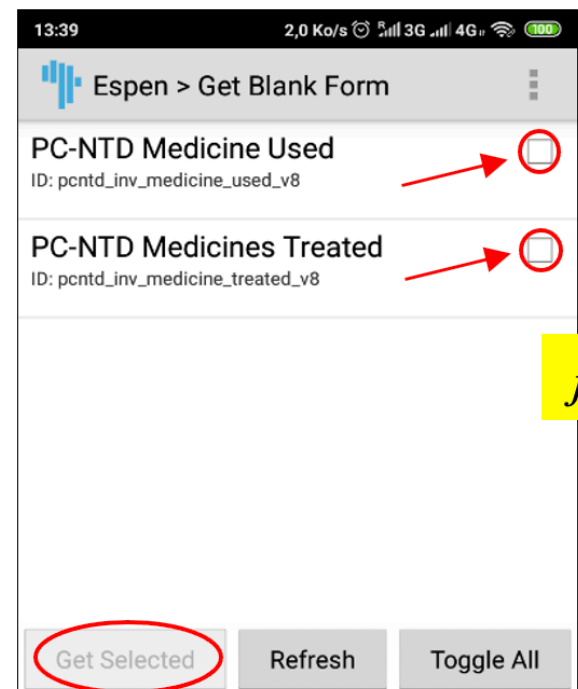 13:39 2,0 Ko/s R 3G 4G 100
Espen > Get Blank Form
PC-NTD Medicine Used
ID: pcntd_inv_medicine_used_v8
PC-NTD Medicines Treated
ID: pcntd_inv_medicine_treated_v8
Get Selected Refresh Toggle All